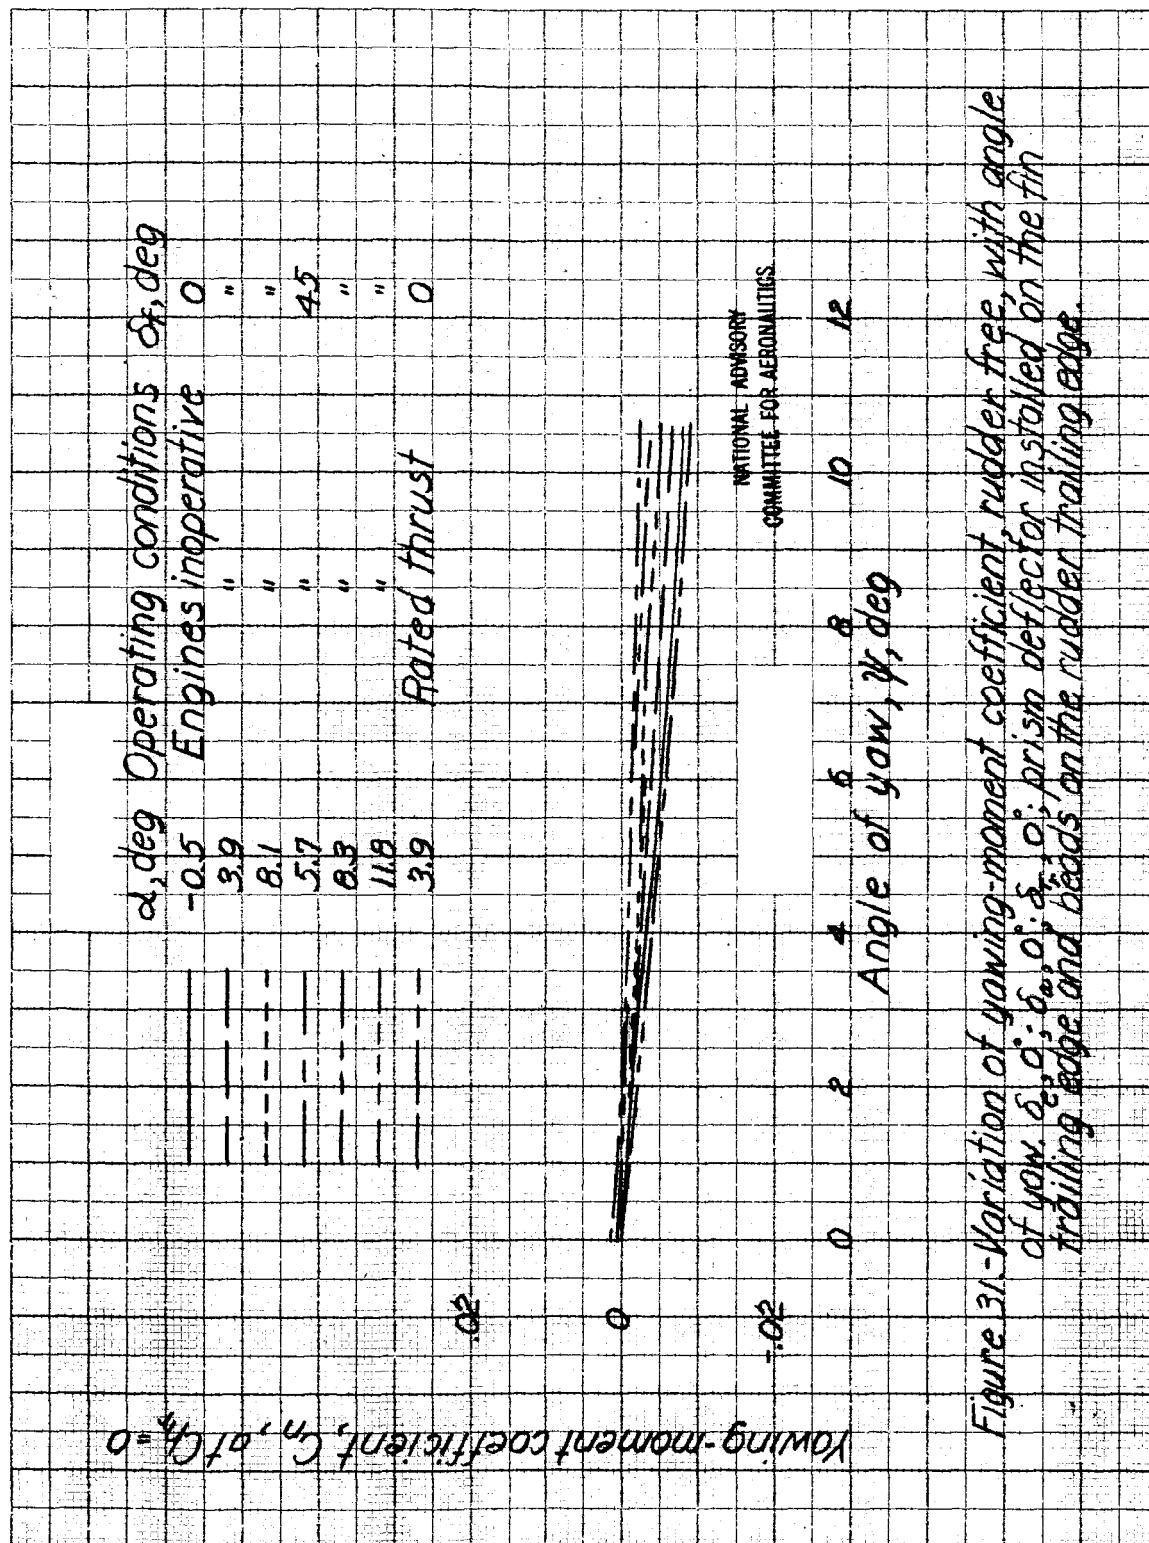 α, deg Operating conditions δF, deg
-0.5 Engines inoperative 0
3.9 " "
8.1 " "
5.7 " 45
8.3 " "
11.8 " "
3.9 Rated thrust 0
Yawing-moment coefficient, Cn, at Chr = 0
.02
0
-.02
0 2 4 6 8 10 12
Angle of yaw, ψ, deg
NATIONAL ADVISORY
COMMITTEE FOR AERONAUTICS
Figure 31.-Variation of yawing-moment coefficient, rudder free, with angle
of yaw. δe, 0°; δa, 0°; δtr, 0°; prism deflector installed on the fin
trailing edge and beads on the rudder trailing edge.